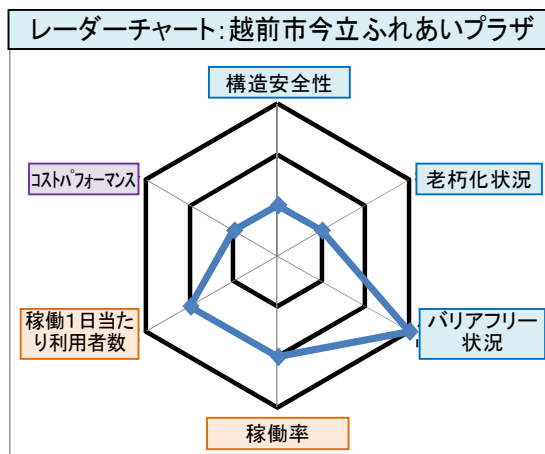 レーダーチャート：越前市今立ふれあいプラザ
構造安全性
コストパフォーマンス
老朽化状況
稼働１日当た
り利用者数
バリアフリー
状況
稼働率